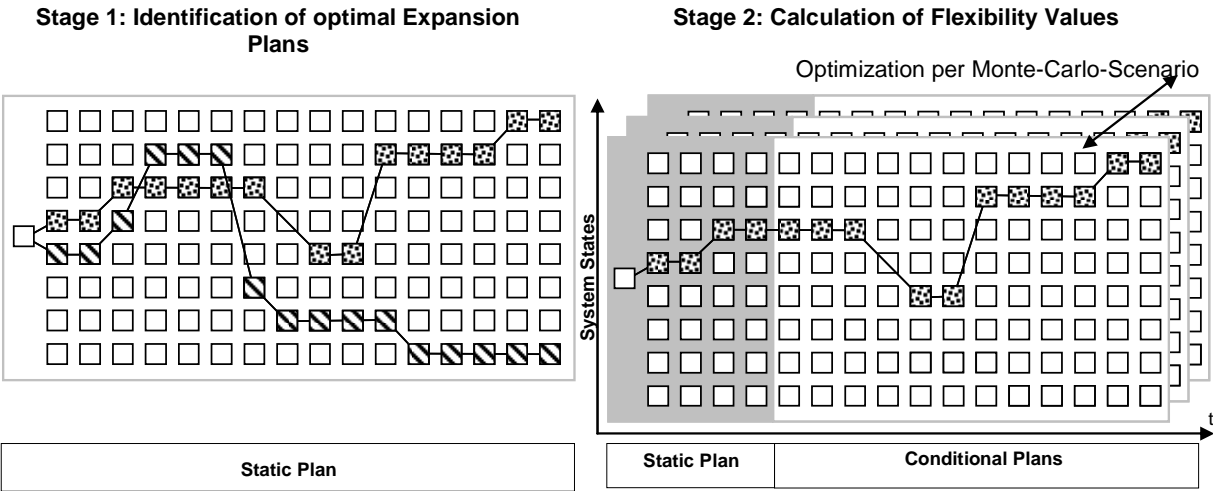 Stage 1: Identification of optimal Expansion
Plans
Stage 2: Calculation of Flexibility Values
Optimization per Monte-Carlo-Scenario
System States
t
Static Plan
Static Plan
Conditional Plans